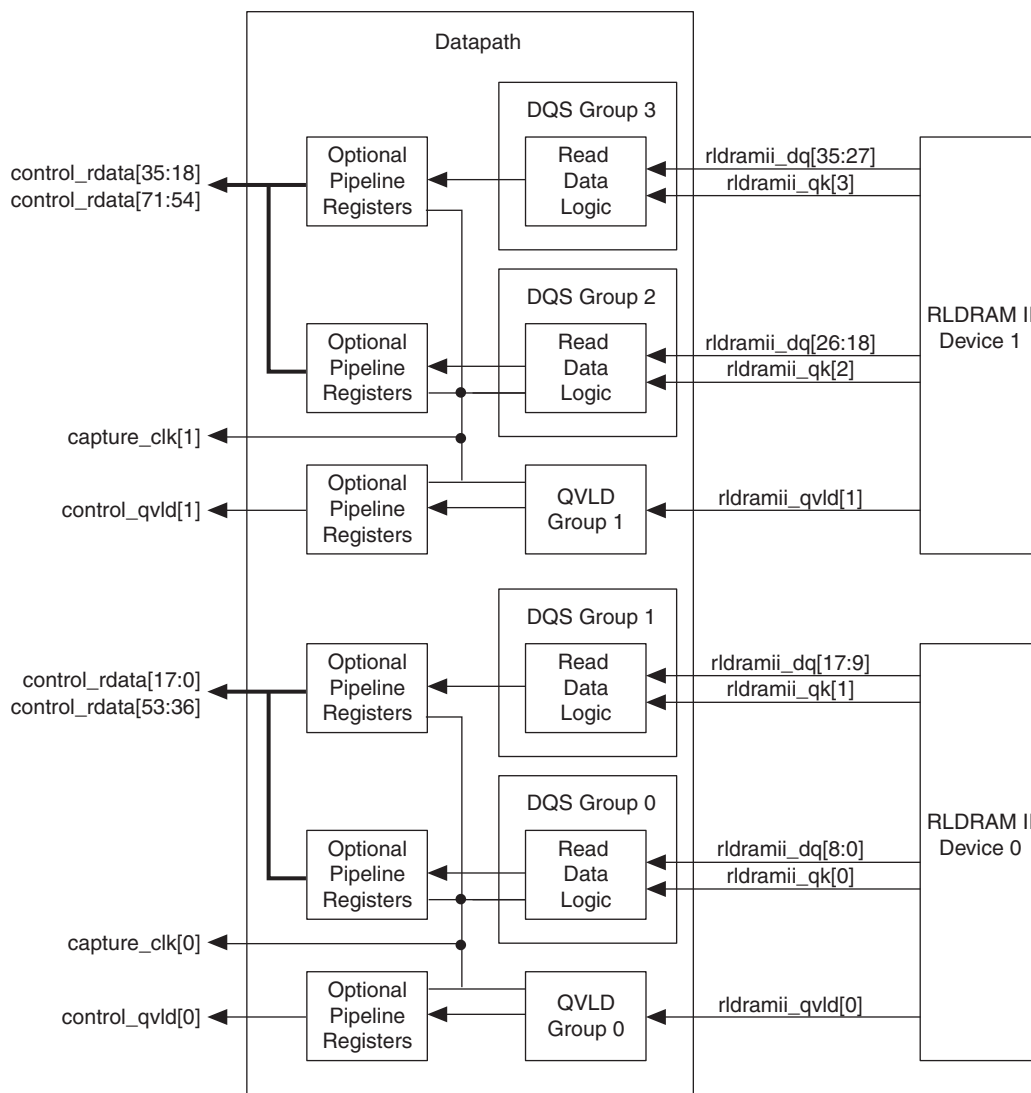 Datapath
DQS Group 3
Optional
Pipeline
Registers
Read
Data
Logic
control_rdata[35:18]
control_rdata[71:54]
rldramii_dq[35:27]
rldramii_qk[3]
DQS Group 2
Optional
Pipeline
Registers
Read
Data
Logic
rldramii_dq[26:18]
rldramii_qk[2]
RLDRAM II
Device 1
capture_clk[1]
control_qvld[1]
Optional
Pipeline
Registers
QVLD
Group 1
rldramii_qvld[1]
DQS Group 1
Optional
Pipeline
Registers
Read
Data
Logic
control_rdata[17:0]
control_rdata[53:36]
rldramii_dq[17:9]
rldramii_qk[1]
DQS Group 0
Optional
Pipeline
Registers
Read
Data
Logic
rldramii_dq[8:0]
rldramii_qk[0]
RLDRAM II
Device 0
capture_clk[0]
control_qvld[0]
Optional
Pipeline
Registers
QVLD
Group 0
rldramii_qvld[0]